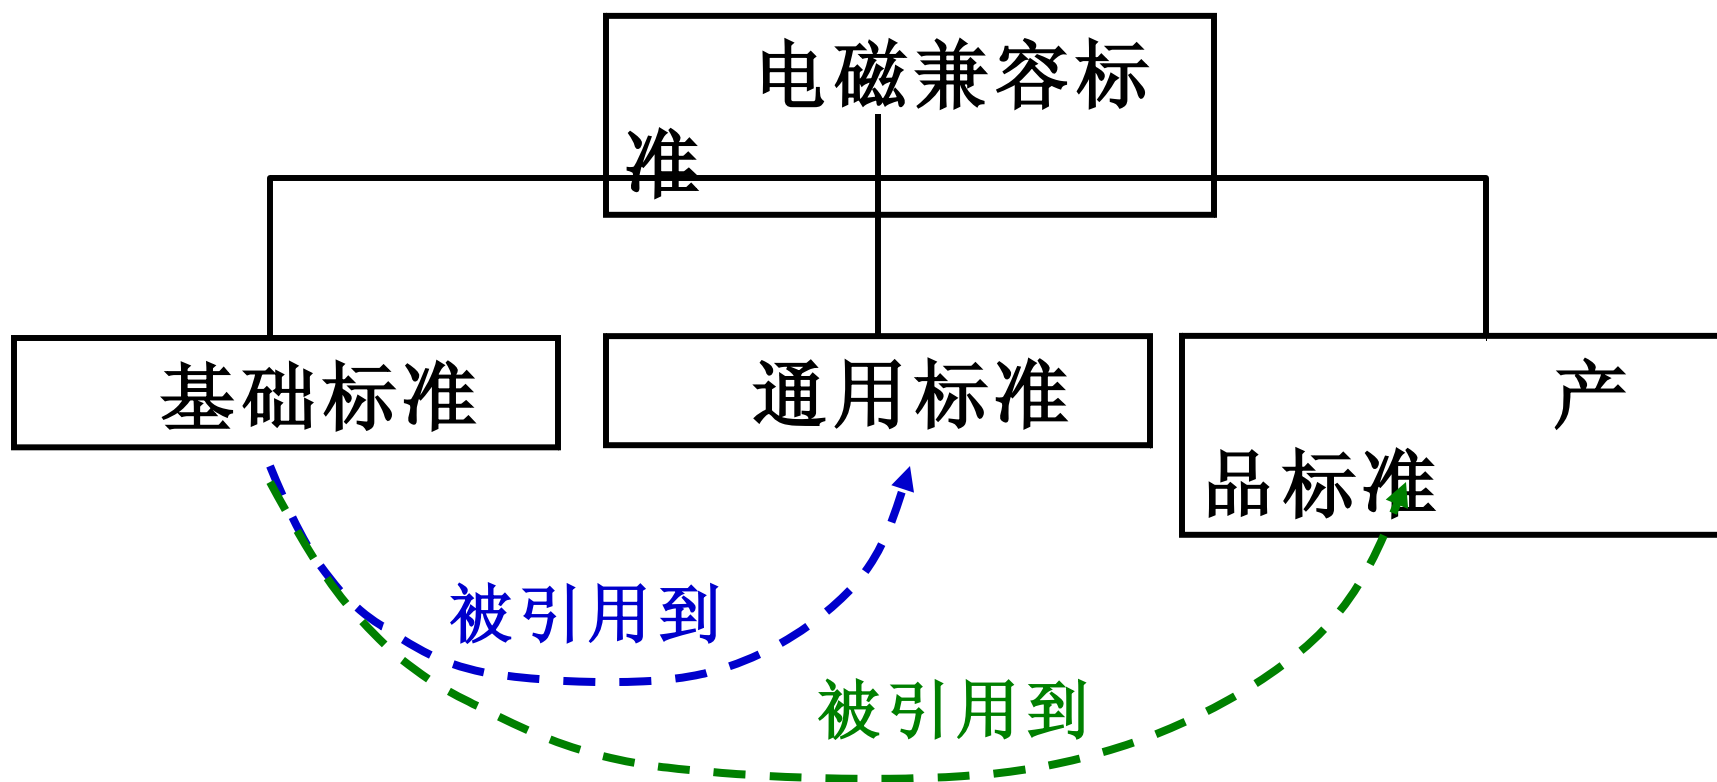 电磁兼容标
准
基础标准
通用标准
产
品标准
被引用到
被引用到